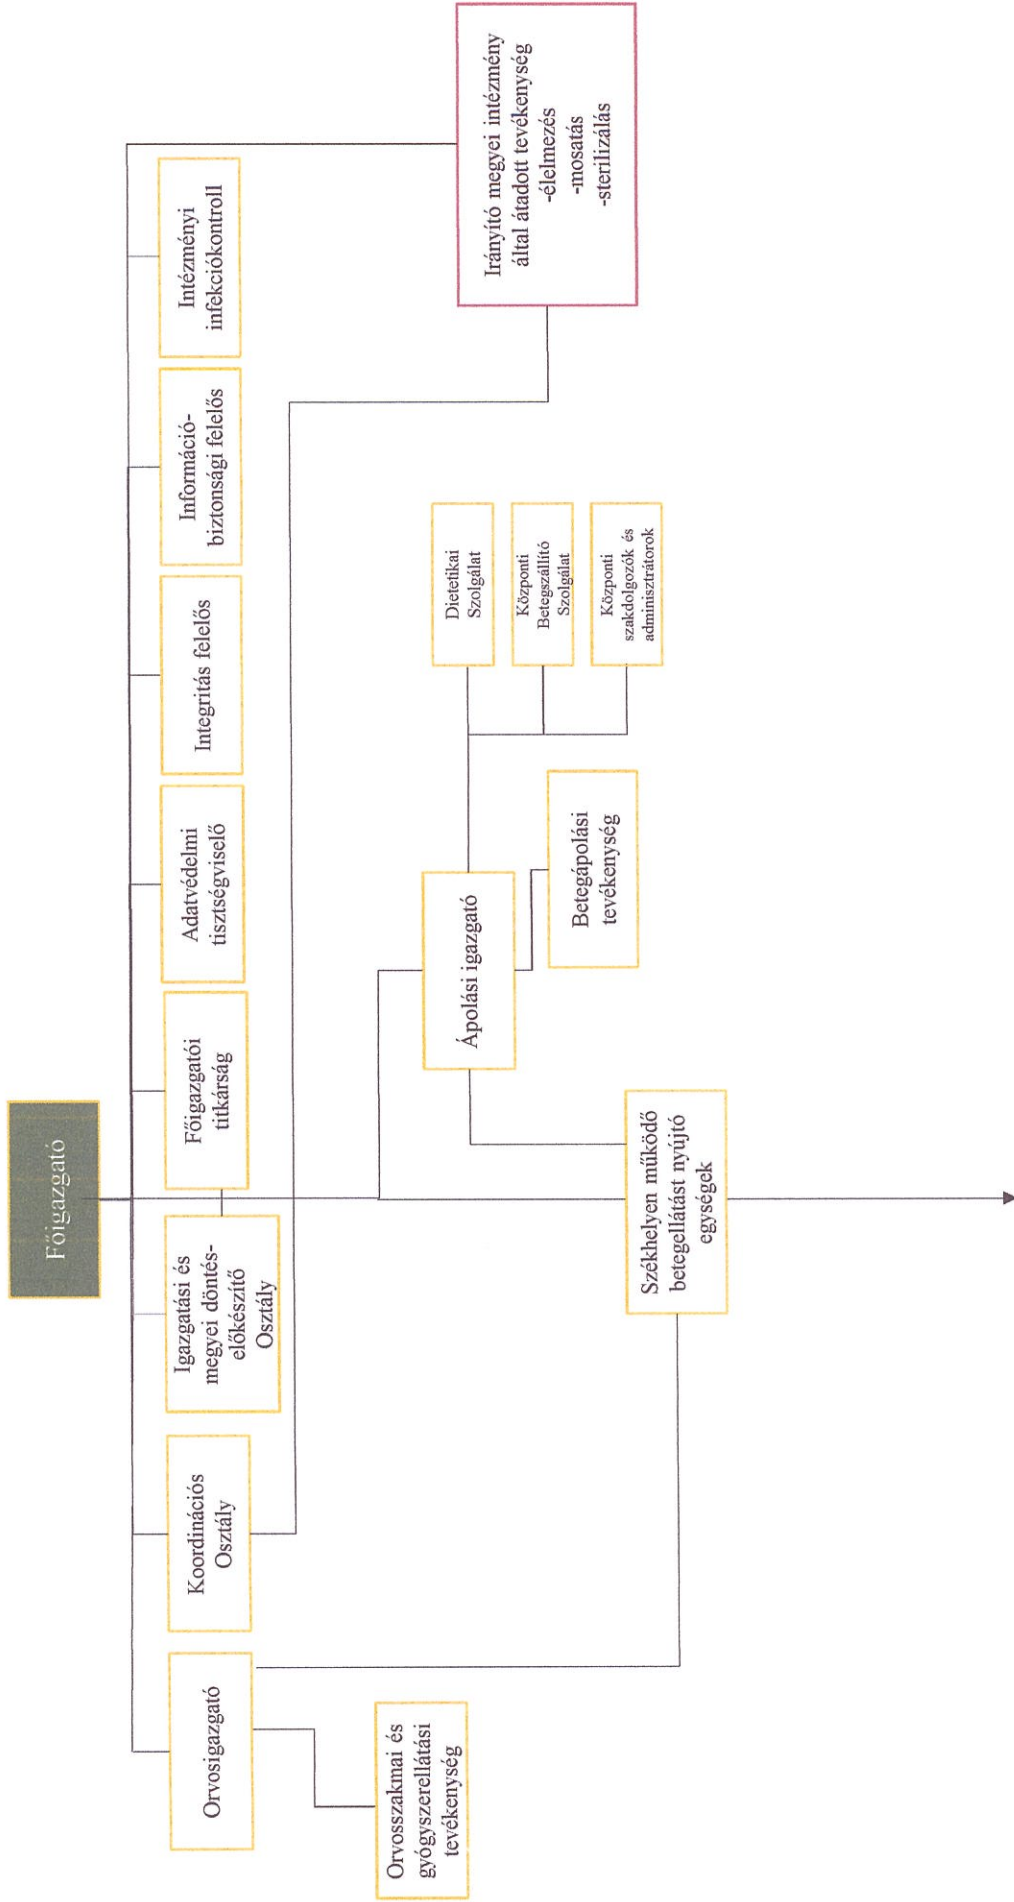 Főigazgató
Orvosigazgató
Koordinációs
Osztály
Igazgatási és
megyei döntés-
előkészítő
Osztály
Főigazgatói
titkárság
Adatvédelmi
tisztségviselő
Integritás felelős
Információ-
biztonsági felelős
Intézményi
infekciókontroll
Orvosszakmai és
gyógyszerellátási
tevékenység
Ápolási igazgató
Dietetikai
Szolgálat
Központi
Betegszállító
Szolgálat
Központi
szakdolgozók és
adminisztrátorok
Betegápolási
tevékenység
Irányító megyei intézmény
által átadott tevékenység
-élelmezés
-mosatás
-sterilizálás
Székhelyen működő
betegellátást nyújtó
egységek